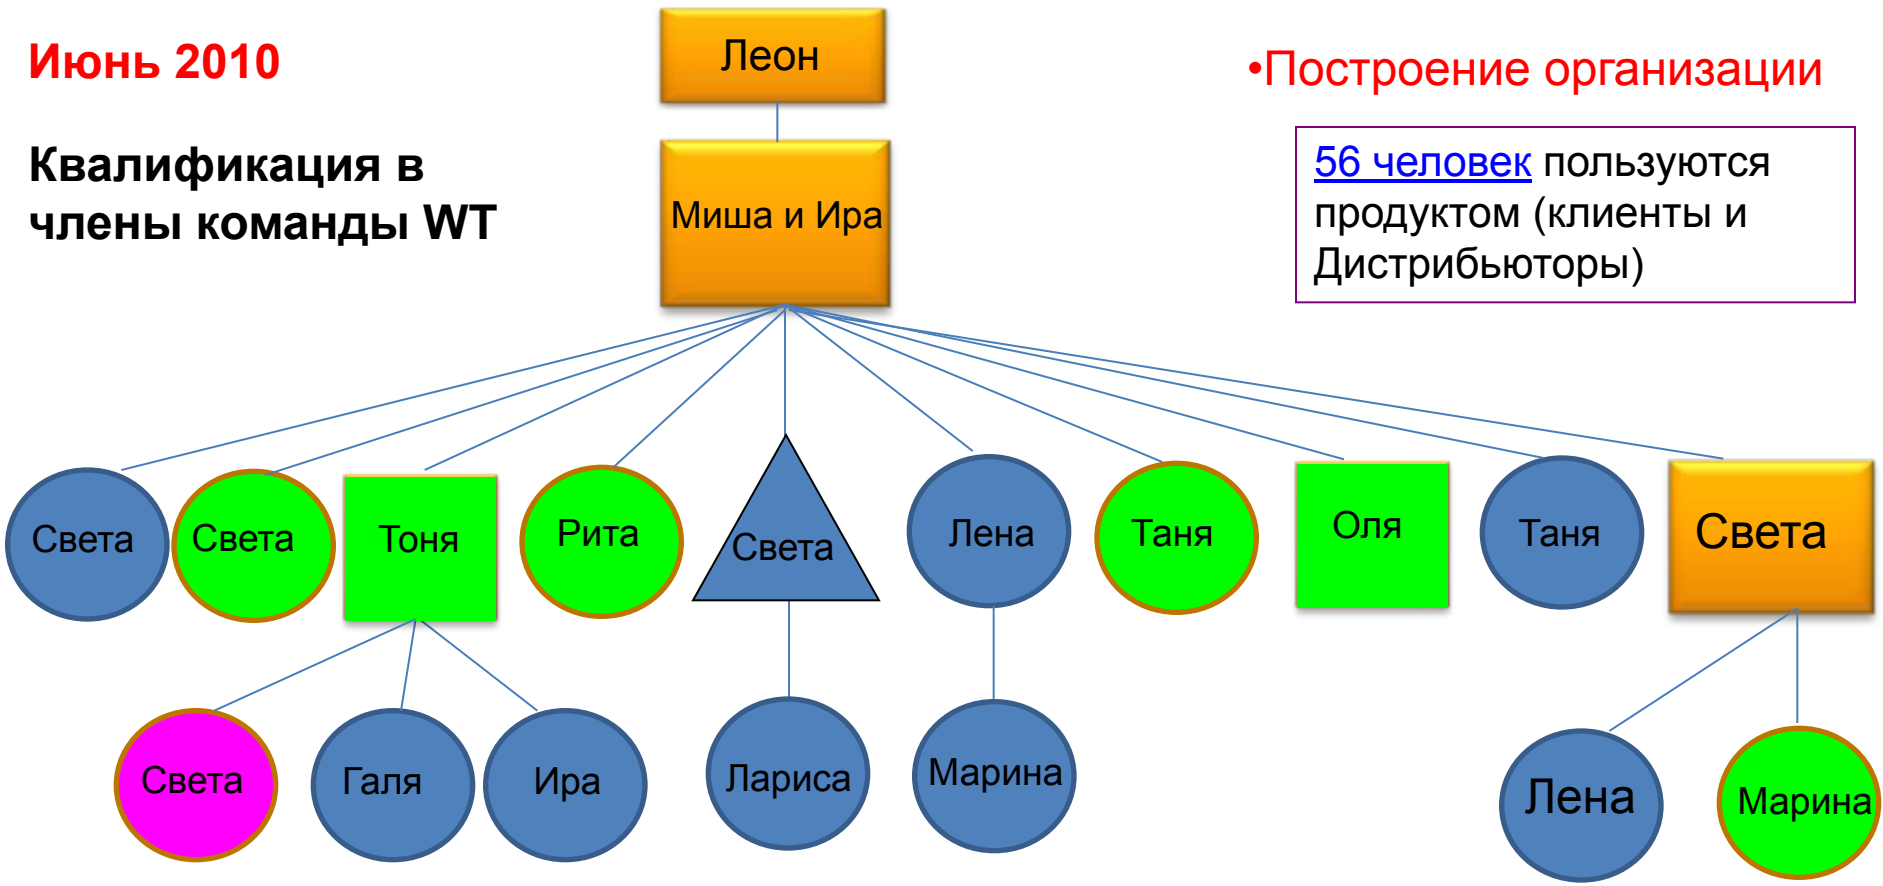 Июнь 2010
Квалификация в
члены команды WT
Леон
Миша и Ира
•Построение организации
56 человек пользуются
продуктом (клиенты и
Дистрибьюторы)
Света
Света
Тоня
Рита
Света
Лена
Таня
Оля
Таня
Света
Света
Галя
Ира
Лариса
Марина
Лена
Марина